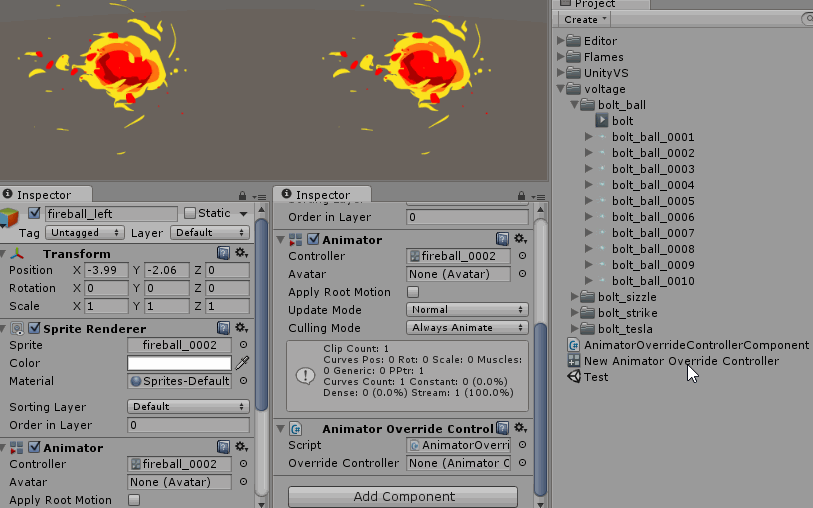 Inspector
fireball_left
Static
Tag Untagged Layer Default
Transform
Position X -3.99 Y -2.06 Z 0
Rotation X 0 Y 0 Z 0
Scale X 1 Y 1 Z 1
Sprite Renderer
Sprite fireball_0002
Color
Material Sprites-Default
Sorting Layer Default
Order in Layer 0
Animator
Controller fireball_0002
Avatar None (Avatar)
Apply Root Motion
Inspector
Order in Layer 0
Animator
Controller fireball_0002
Avatar None (Avatar)
Apply Root Motion
Update Mode Normal
Culling Mode Always Animate
Clip Count: 1
Curves Pos: 0 Rot: 0 Scale: 0 Muscles:
0 Generic: 0 PPtr: 1
Curves Count: 1 Constant: 0 (0.0%)
Dense: 0 (0.0%) Stream: 1 (100.0%)
Animator Override Control
Script AnimatorOverri
Override Controller None (Animator C
Add Component
Project
Create
Editor
Flames
UnityVS
voltage
bolt_ball
bolt
bolt_ball_0001
bolt_ball_0002
bolt_ball_0003
bolt_ball_0004
bolt_ball_0005
bolt_ball_0006
bolt_ball_0007
bolt_ball_0008
bolt_ball_0009
bolt_ball_0010
bolt_sizzle
bolt_strike
bolt_tesla
AnimatorOverrideControllerComponent
New Animator Override Controller
Test